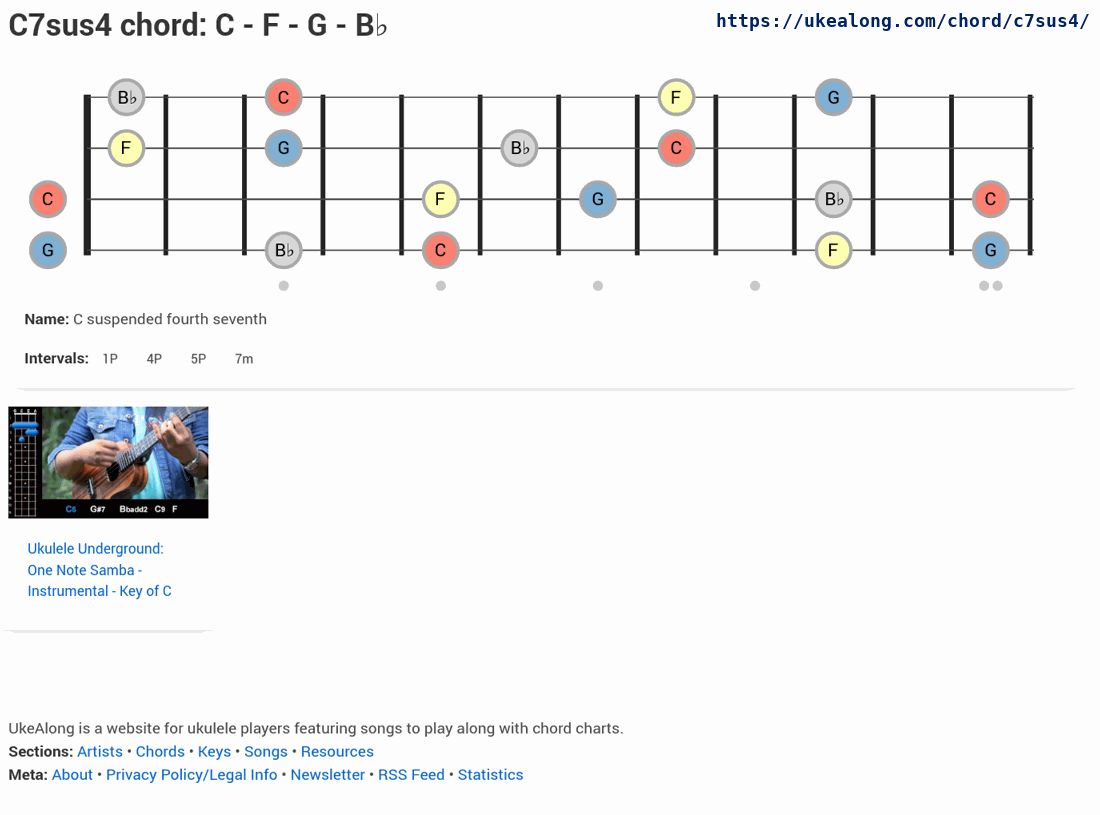 C7sus4 chord: C - F - G - B♭
https://ukealong.com/chord/c7sus4/
B♭ C F G
F G B♭ C
C F G B♭ C
G B♭ C F G
Name: C suspended fourth seventh
Intervals: 1P 4P 5P 7m
C6 G#7 Bbadd2 C9 F
Ukulele Underground:
One Note Samba -
Instrumental - Key of C
UkeAlong is a website for ukulele players featuring songs to play along with chord charts.
Sections: Artists • Chords • Keys • Songs • Resources
Meta: About • Privacy Policy/Legal Info • Newsletter • RSS Feed • Statistics